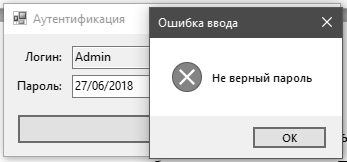 Аутентификация
Логин: Admin
Пароль: 27/06/2018
Ошибка ввода
Не верный пароль
OK